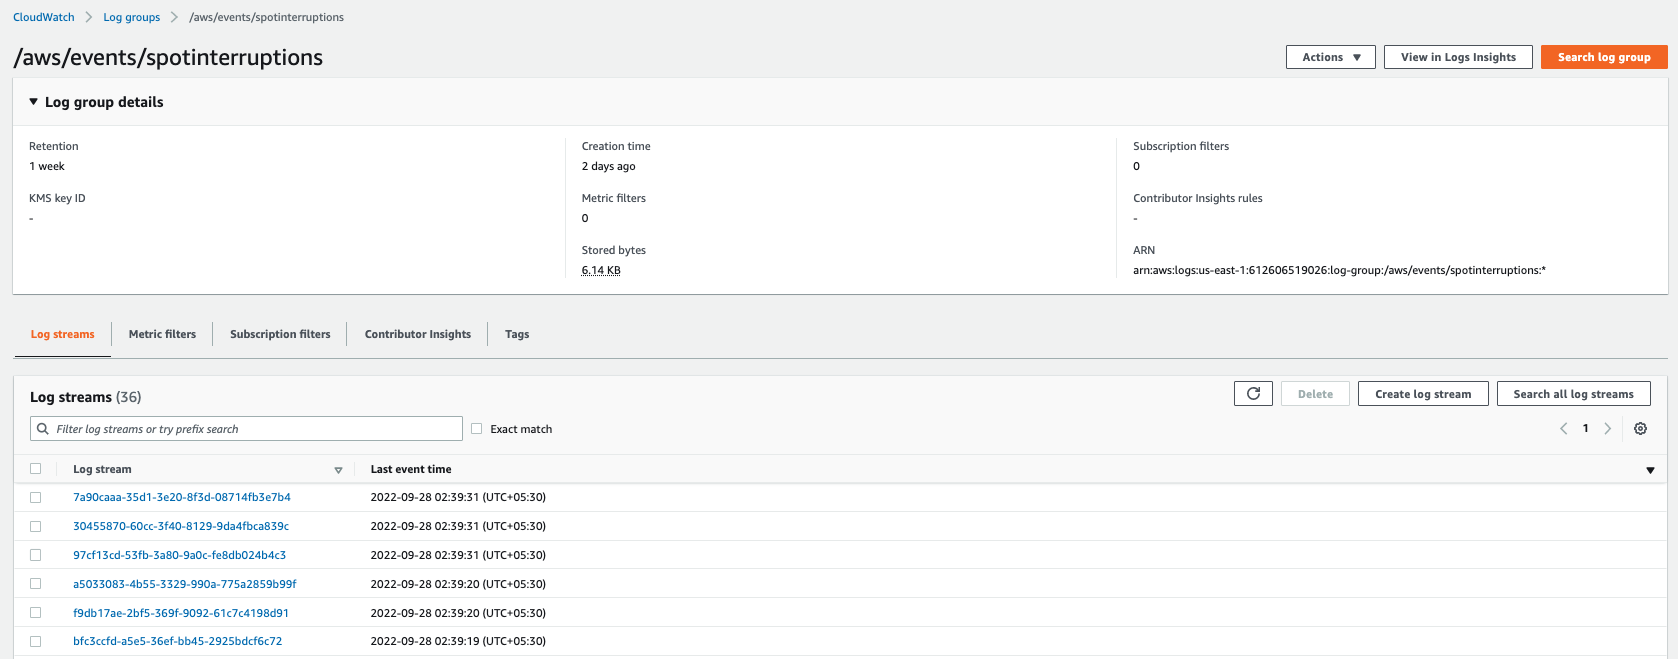 CloudWatch > Log groups > /aws/events/spotinterruptions
/aws/events/spotinterruptions
Actions ▼ View in Logs Insights Search log group
▼ Log group details
Retention
1 week
KMS key ID
-
Creation time
2 days ago
Metric filters
0
Stored bytes
6.14 KB
Subscription filters
0
Contributor Insights rules
-
ARN
arn:aws:logs:us-east-1:612606519026:log-group:/aws/events/spotinterruptions:*
Log streams Metric filters Subscription filters Contributor Insights Tags
Log streams (36)
Delete Create log stream Search all log streams
Filter log streams or try prefix search Exact match
< 1 >
Log stream Last event time
7a90caaa-35d1-3e20-8f3d-08714fb3e7b4 2022-09-28 02:39:31 (UTC+05:30)
30455870-60cc-3f40-8129-9da4fbca839c 2022-09-28 02:39:31 (UTC+05:30)
97cf13cd-53fb-3a80-9a0c-fe8db024b4c3 2022-09-28 02:39:31 (UTC+05:30)
a5033083-4b55-3329-990a-775a2859b99f 2022-09-28 02:39:20 (UTC+05:30)
f9db17ae-2bf5-369f-9092-61c7c4198d91 2022-09-28 02:39:20 (UTC+05:30)
bfc3ccfd-a5e5-36ef-bb45-2925bdcf6c72 2022-09-28 02:39:19 (UTC+05:30)